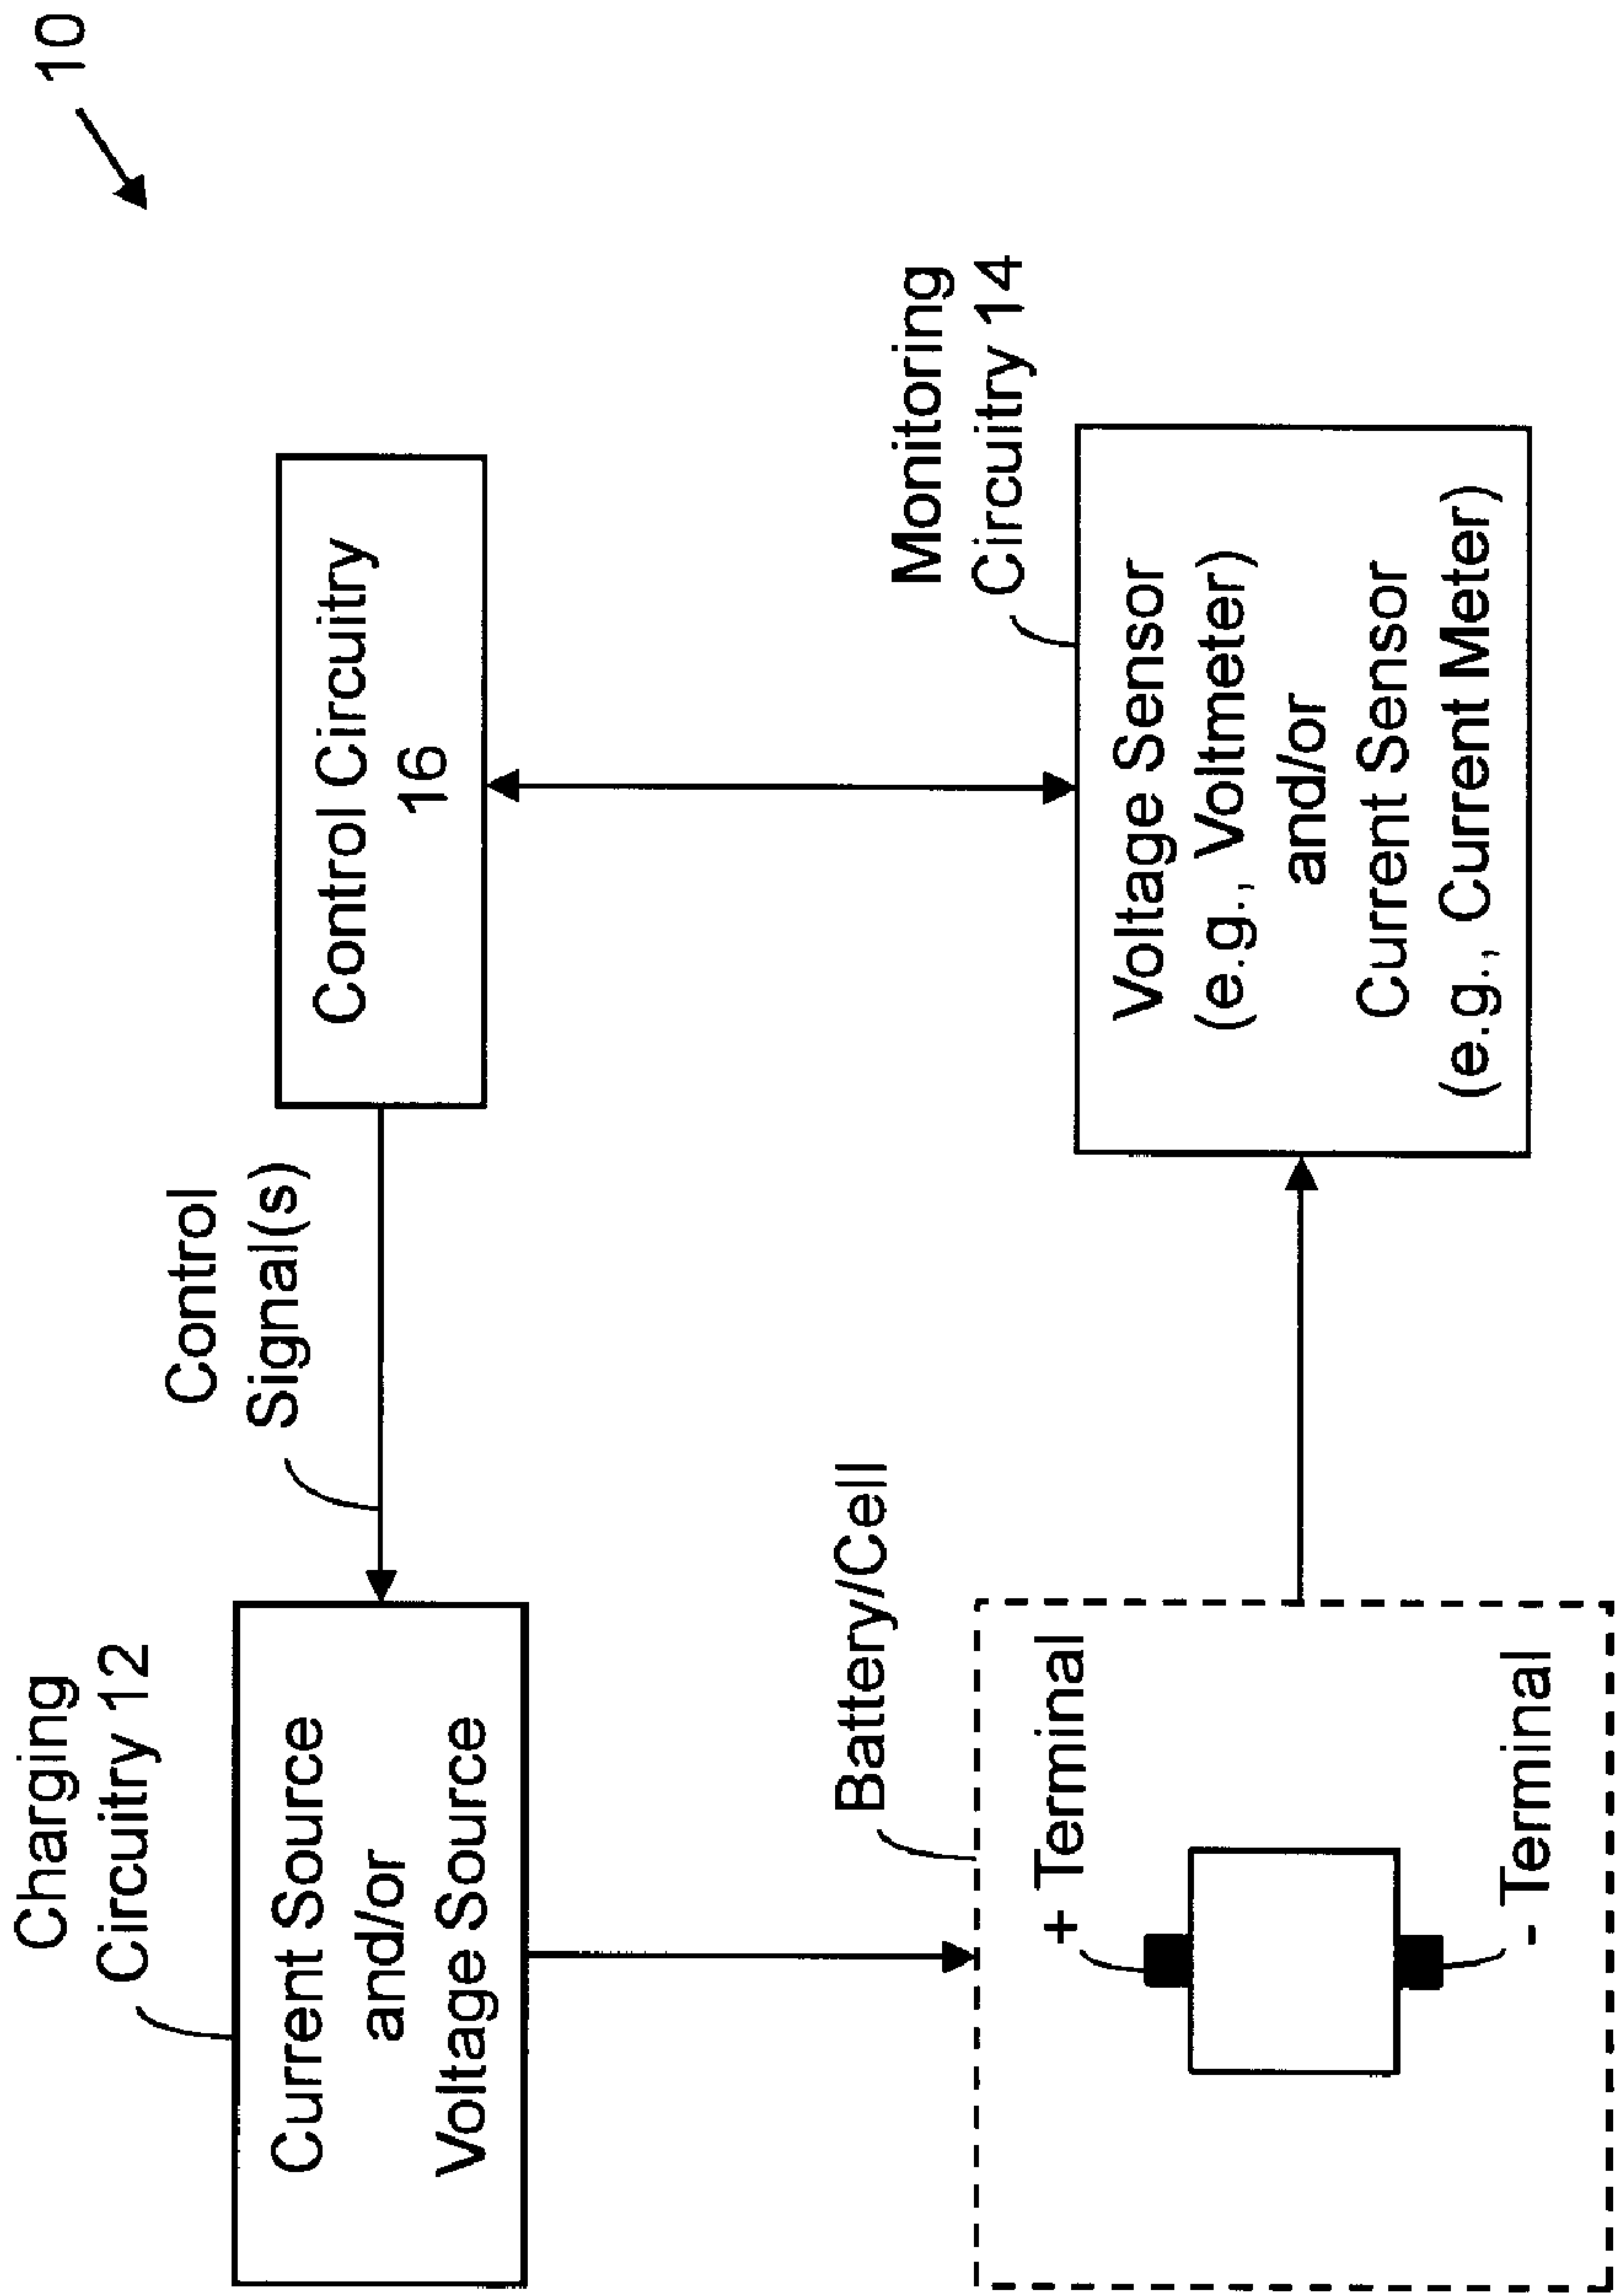 10
Charging
Circuitry 12
Current Source
and/or
Voltage Source
Control
Signal(s)
Control Circuitry
16
Battery/Cell
+ Terminal
- Terminal
Monitoring
Circuitry 14
Voltage Sensor
(e.g., Voltmeter)
and/or
Current Sensor
(e.g., Current Meter)